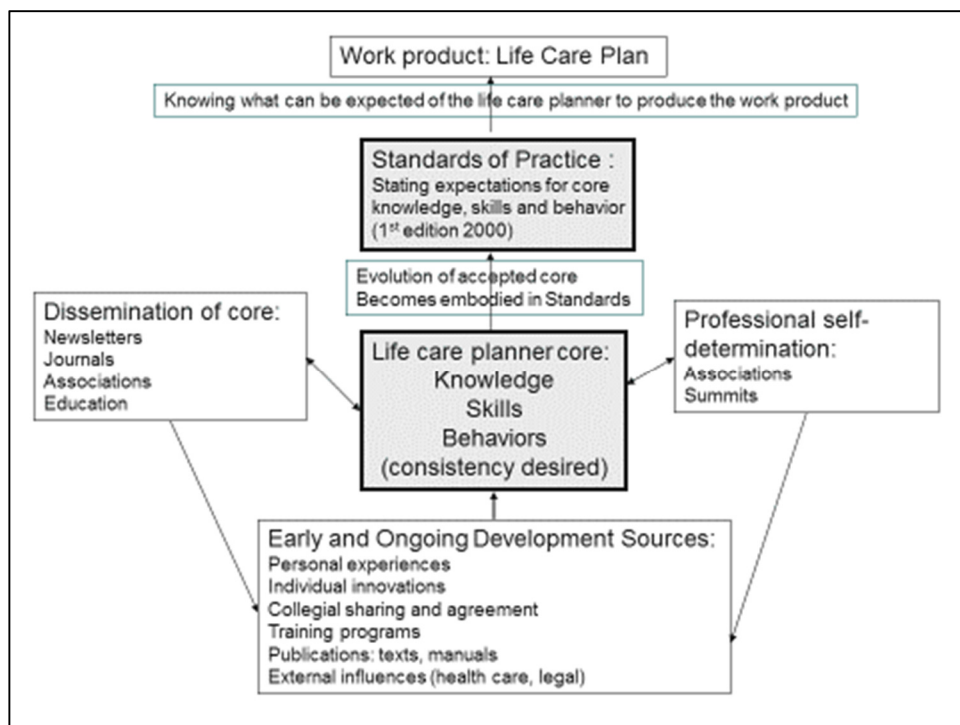 Work product: Life Care Plan
Knowing what can be expected of the life care planner to produce the work product
Standards of Practice :
Stating expectations for core
knowledge, skills and behavior
(1st edition 2000)
Evolution of accepted core
Becomes embodied in Standards
Dissemination of core:
Newsletters
Journals
Associations
Education
Life care planner core:
Knowledge
Skills
Behaviors
(consistency desired)
Professional self-
determination:
Associations
Summits
Early and Ongoing Development Sources:
Personal experiences
Individual innovations
Collegial sharing and agreement
Training programs
Publications: texts, manuals
External influences (health care, legal)